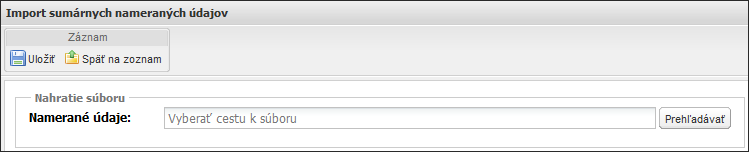 Import sumárnych nameraných údajov
Záznam
Uložiť Späť na zoznam
Nahratie súboru
Namerané údaje: Vyberať cestu k súboru Prehľadávať